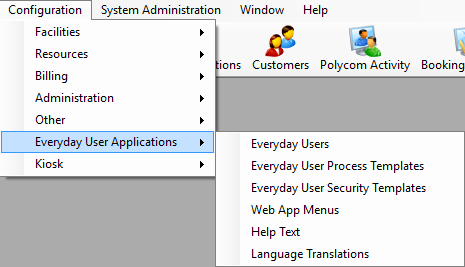 Configuration System Administration Window Help
Facilities
Resources
Billing
Administration
Other
Everyday User Applications
Kiosk
tions Customers Polycom Activity Booking
Everyday Users
Everyday User Process Templates
Everyday User Security Templates
Web App Menus
Help Text
Language Translations